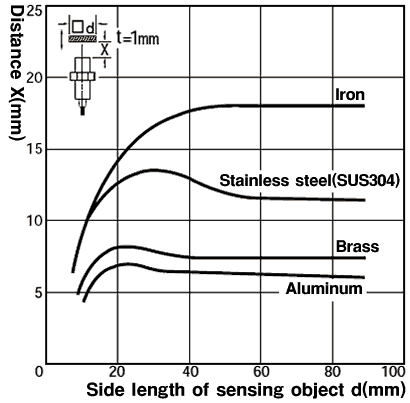 Distance X(mm)
25
20
15
10
5
0
20
40
60
80
100
Side length of sensing object d(mm)
d
t=1mm
X
Iron
Stainless steel(SUS304)
Brass
Aluminum